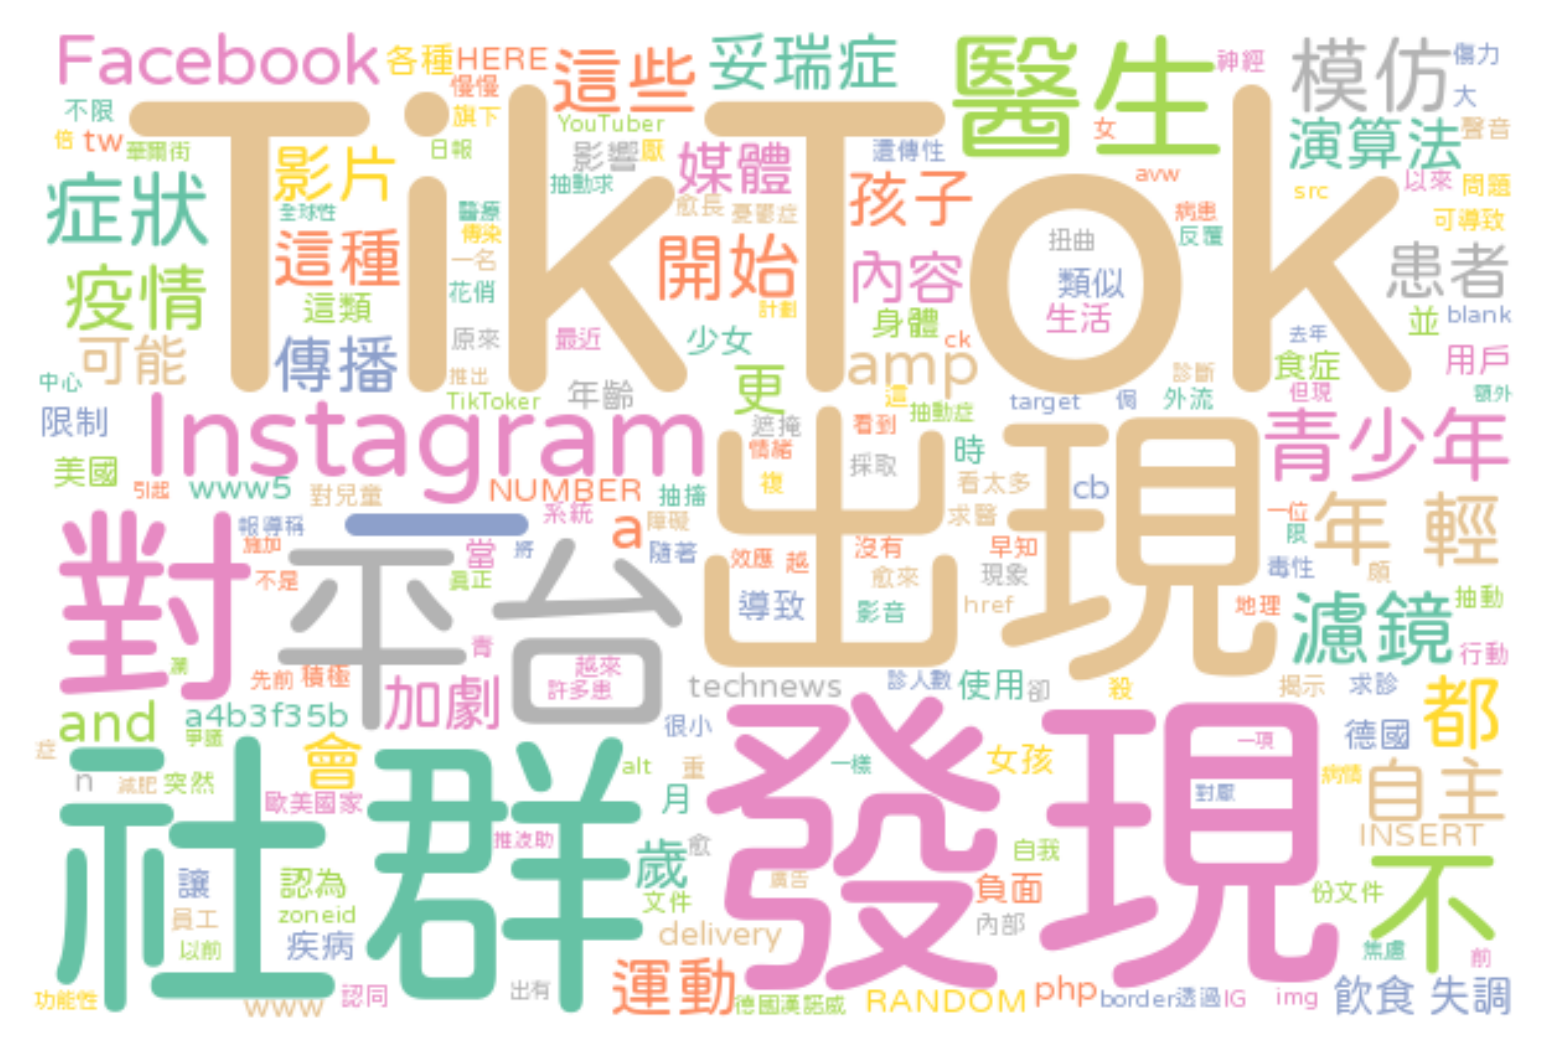 Facebook 各種 HERE 這些 妥瑞症 醫生 神經 模仿 傷力
慢慢 大
不限 旗下 YouTuber 女 演算法 聲音
倍 tw 華爾街 日報 影響 厭 媒體 遺傳性
影片 抽動求 孩子 avw 以來 問題
症狀 TikTok src
全球性 醫療 愈長 憂鬱症 病患 可導致
傳染 反覆
這種 一名 開始 內容 扭曲 患者
疫情 花俏 類似
這類 計劃 身體 生活 並 blank
可能 原來 最近 少女 ck 去年
傳播 amp 食症 用戶
中心 推出 年齡 更 診斷
TikToker 這 target 倜 外流 但現 額外
限制 Instagram 遮掩 看到 抽動症 青少年
情緒 時
美國 採取
引起 www5 對兒童 NUMBER 抽搐 複 看太多 cb
出現
報導稱 一 系統 a 障礙 求醫 一位 年輕
施加 當 將 隨著 效應 越 沒有 早知 限
對 不是 真正 愈來 現象 毒性 頗
平台 導致 影音 href 地理 濾鏡 抽動
青 越來 行動
先前 積極 許多患 technews 診人數 使用 卻 殺 揭示 求診
加劇
and a4b3f35b 很小 德國 都
爭議 一項
症 會 alt 重 一樣 女孩 病情
n 減肥 突然 月 對厭 自主
歐美國家
社群 推波助 發現 INSERT
歲 愈 自我
讓 認為 廣告 負面 份文件 不
zoneid 文件
員工 內部
以前 疾病 delivery 焦慮 前
功能性 認同 出有 運動 php 飲食 失調
www 德國漢諾威 RANDOM border 透過 IG img